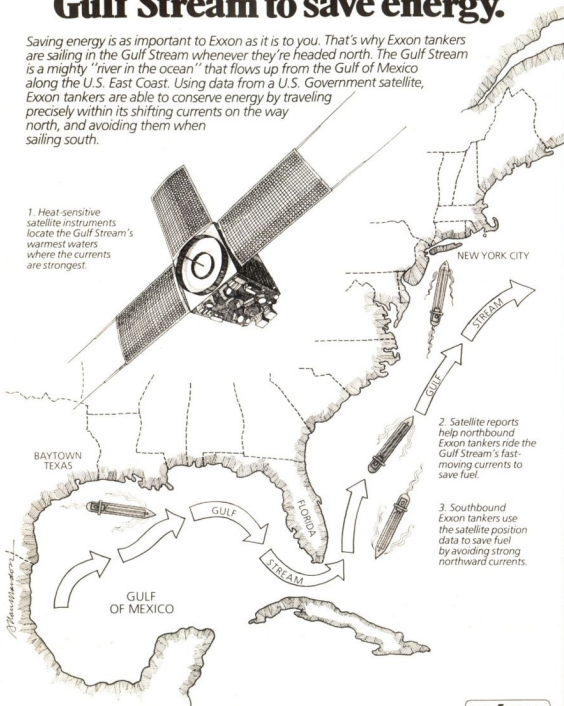 Gulf Stream to save energy.
Saving energy is as important to Exxon as it is to you. That's why Exxon tankers
are sailing in the Gulf Stream whenever they're headed north. The Gulf Stream
is a mighty "river in the ocean" that flows up from the Gulf of Mexico
along the U.S. East Coast. Using data from a U.S. Government satellite,
Exxon tankers are able to conserve energy by traveling
precisely within its shifting currents on the way
north, and avoiding them when
sailing south.
1. Heat-sensitive
satellite instruments
locate the Gulf Stream's
warmest waters
where the currents
are strongest.
NEW YORK CITY
STREAM
GULF
2. Satellite reports
help northbound
Exxon tankers ride the
Gulf Stream's fast-
moving currents to
save fuel.
BAYTOWN
TEXAS
GULF
FLORIDA
3. Southbound
Exxon tankers use
the satellite position
data to save fuel
by avoiding strong
northward currents.
STREAM
GULF
OF MEXICO